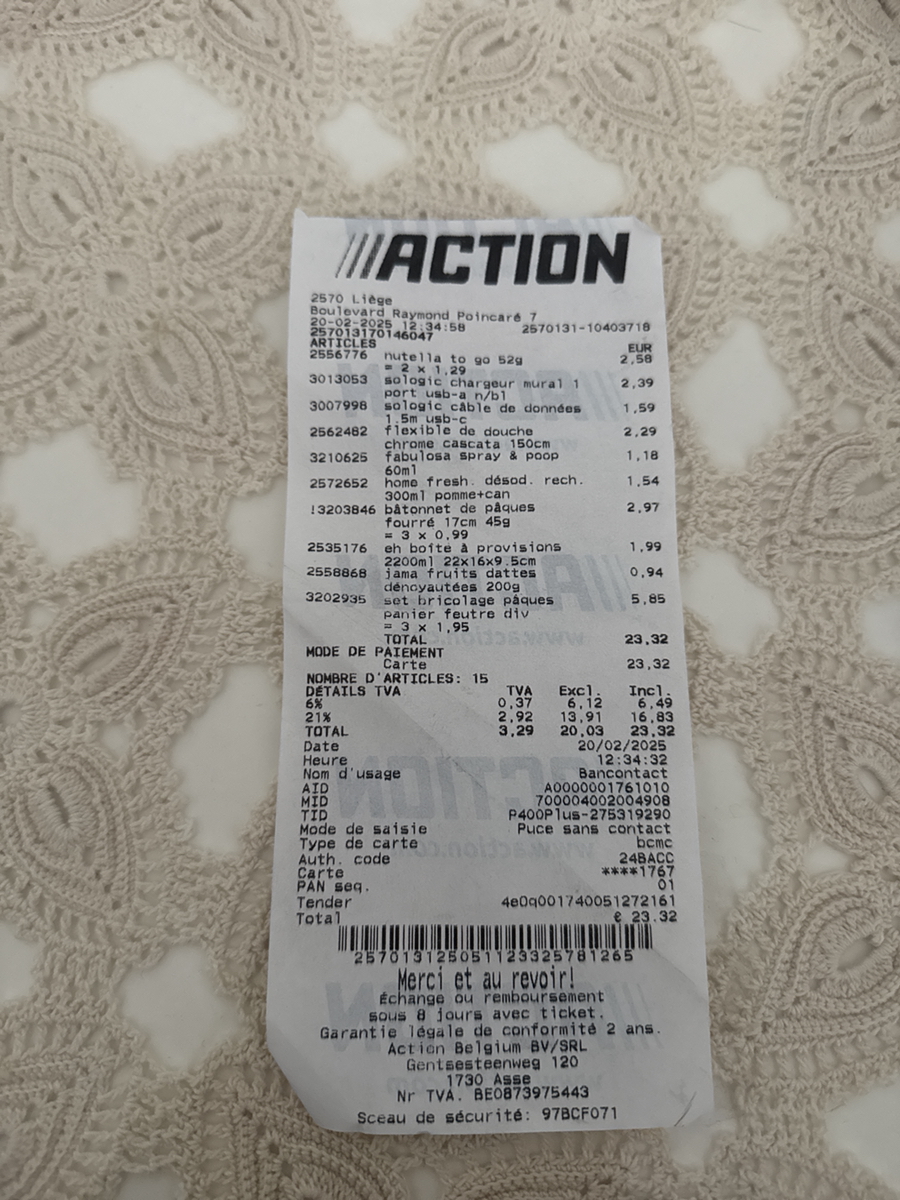 ///ACTION
2570 Liège
Boulevard Raymond Poincaré 7
20-02-2025 12:34:58 2570131-10403718
257013170146047
ARTICLES EUR
2556776 nutella to go 52g 2,58
= 2 x 1,29
3013053 sologic chargeur mural 1 2,39
port usb-a n/bl
3007998 sologic câble de données 1,59
1.5m usb-c
2562482 flexible de douche 2,29
chrome cascata 150cm
3210625 fabulosa spray & poop 1,18
60ml
2572652 home fresh. désod. rech. 1,54
300ml pomme+can
!3203846 bâtonnet de pâques 2,97
fourré 17cm 45g
= 3 x 0,99
2535176 eh boîte à provisions 1,99
2200ml 22x16x9.5cm
2558868 jama fruits dattes 0,94
dénoyautées 200g
3202935 set bricolage pâques 5,85
panier feutre div
= 3 x 1,95
TOTAL 23,32
MODE DE PAIEMENT
Carte 23,32
NOMBRE D'ARTICLES: 15
DÉTAILS TVA TVA Excl. Incl.
6% 0,37 6,12 6,49
21% 2,92 13,91 16,83
TOTAL 3,29 20,03 23,32
Date 20/02/2025
Heure 12:34:32
Nom d'usage Bancontact
AID A0000001761010
MID 700004002004908
TID P400Plus-275319290
Mode de saisie Puce sans contact
Type de carte bcmc
Auth. code 24BACC
Carte ****1767
PAN seq. 01
Tender 4e0q001740051272161
Total € 23.32
257013125051123325781265
Merci et au revoir!
Échange ou remboursement
sous 8 jours avec ticket.
Garantie légale de conformité 2 ans.
Action Belgium BV/SRL
Gentsesteenweg 120
1730 Asse
Nr TVA. BE0873975443
Sceau de sécurité: 97BCF071